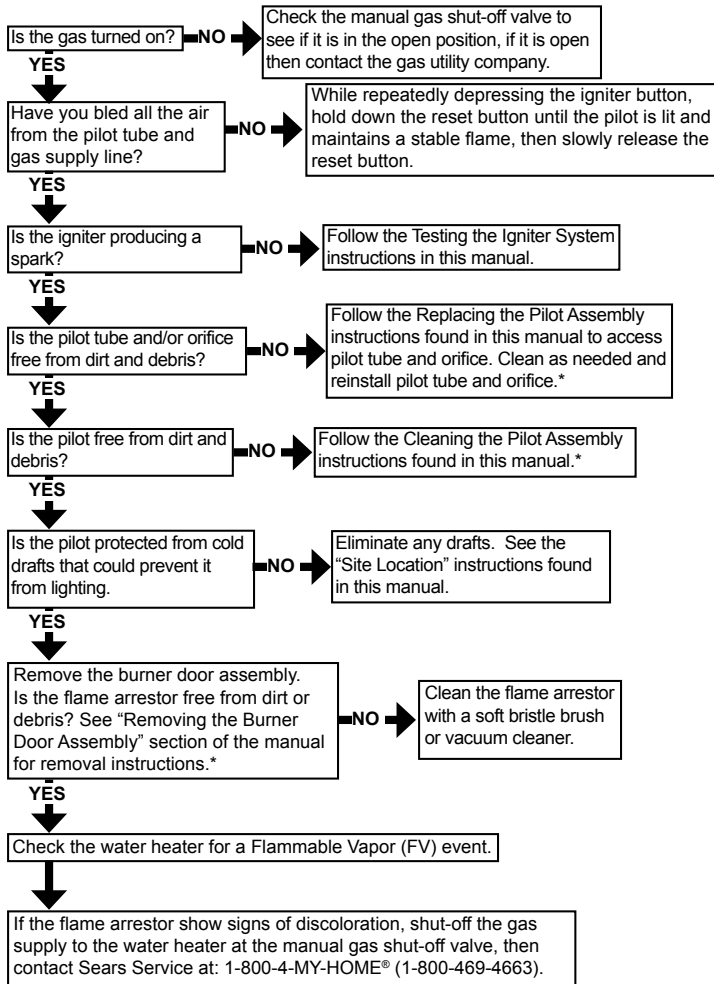 Is the gas turned on?
NO
Check the manual gas shut-off valve to
see if it is in the open position, if it is open
then contact the gas utility company.
YES
Have you bled all the air
from the pilot tube and
gas supply line?
NO
While repeatedly depressing the igniter button,
hold down the reset button until the pilot is lit and
maintains a stable flame, then slowly release the
reset button.
YES
Is the igniter producing a
spark?
NO
Follow the Testing the Igniter System
instructions in this manual.
YES
Is the pilot tube and/or orifice
free from dirt and debris?
NO
Follow the Replacing the Pilot Assembly
instructions found in this manual to access
pilot tube and orifice. Clean as needed and
reinstall pilot tube and orifice.*
YES
Is the pilot free from dirt and
debris?
NO
Follow the Cleaning the Pilot Assembly
instructions found in this manual.*
YES
Is the pilot protected from cold
drafts that could prevent it
from lighting.
NO
Eliminate any drafts. See the
“Site Location” instructions found
in this manual.
YES
Remove the burner door assembly.
Is the flame arrestor free from dirt or
debris? See “Removing the Burner
Door Assembly” section of the manual
for removal instructions.*
NO
Clean the flame arrestor
with a soft bristle brush
or vacuum cleaner.
YES
Check the water heater for a Flammable Vapor (FV) event.
If the flame arrestor show signs of discoloration, shut-off the gas
supply to the water heater at the manual gas shut-off valve, then
contact Sears Service at: 1-800-4-MY-HOME® (1-800-469-4663).